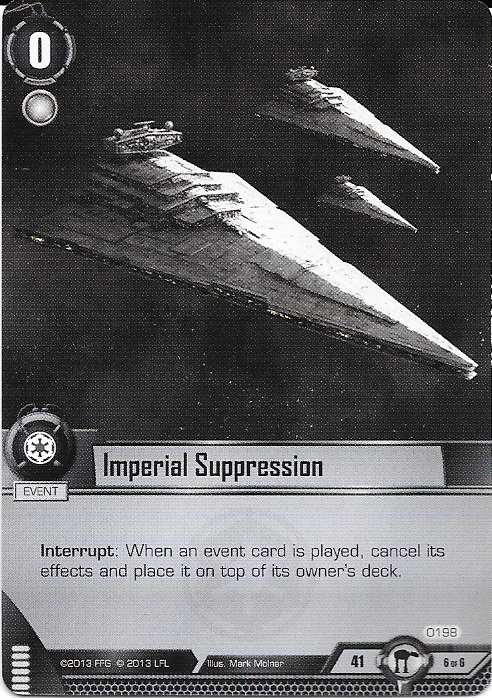 0
Imperial Suppression
EVENT
Interrupt: When an event card is played, cancel its
effects and place it on top of its owner's deck.
0198
©2013 FFG © 2013 LFL
Illus. Mark Molnar
41
6 OF 6